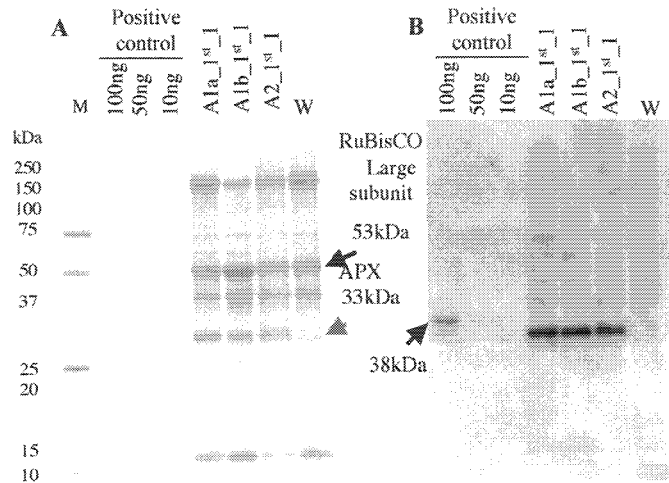 A
Positive
control
M
100ng
50ng
10ng
A1a_1st_1
A1b_1st_1
A2_1st_1
W
kDa
250
150
100
75
50
37
25
20
15
10
RuBisCO
Large
subunit
53kDa
APX
33kDa
38kDa
B
Positive
control
100ng
50ng
10ng
A1a_1st_1
A1b_1st_1
A2_1st_1
W